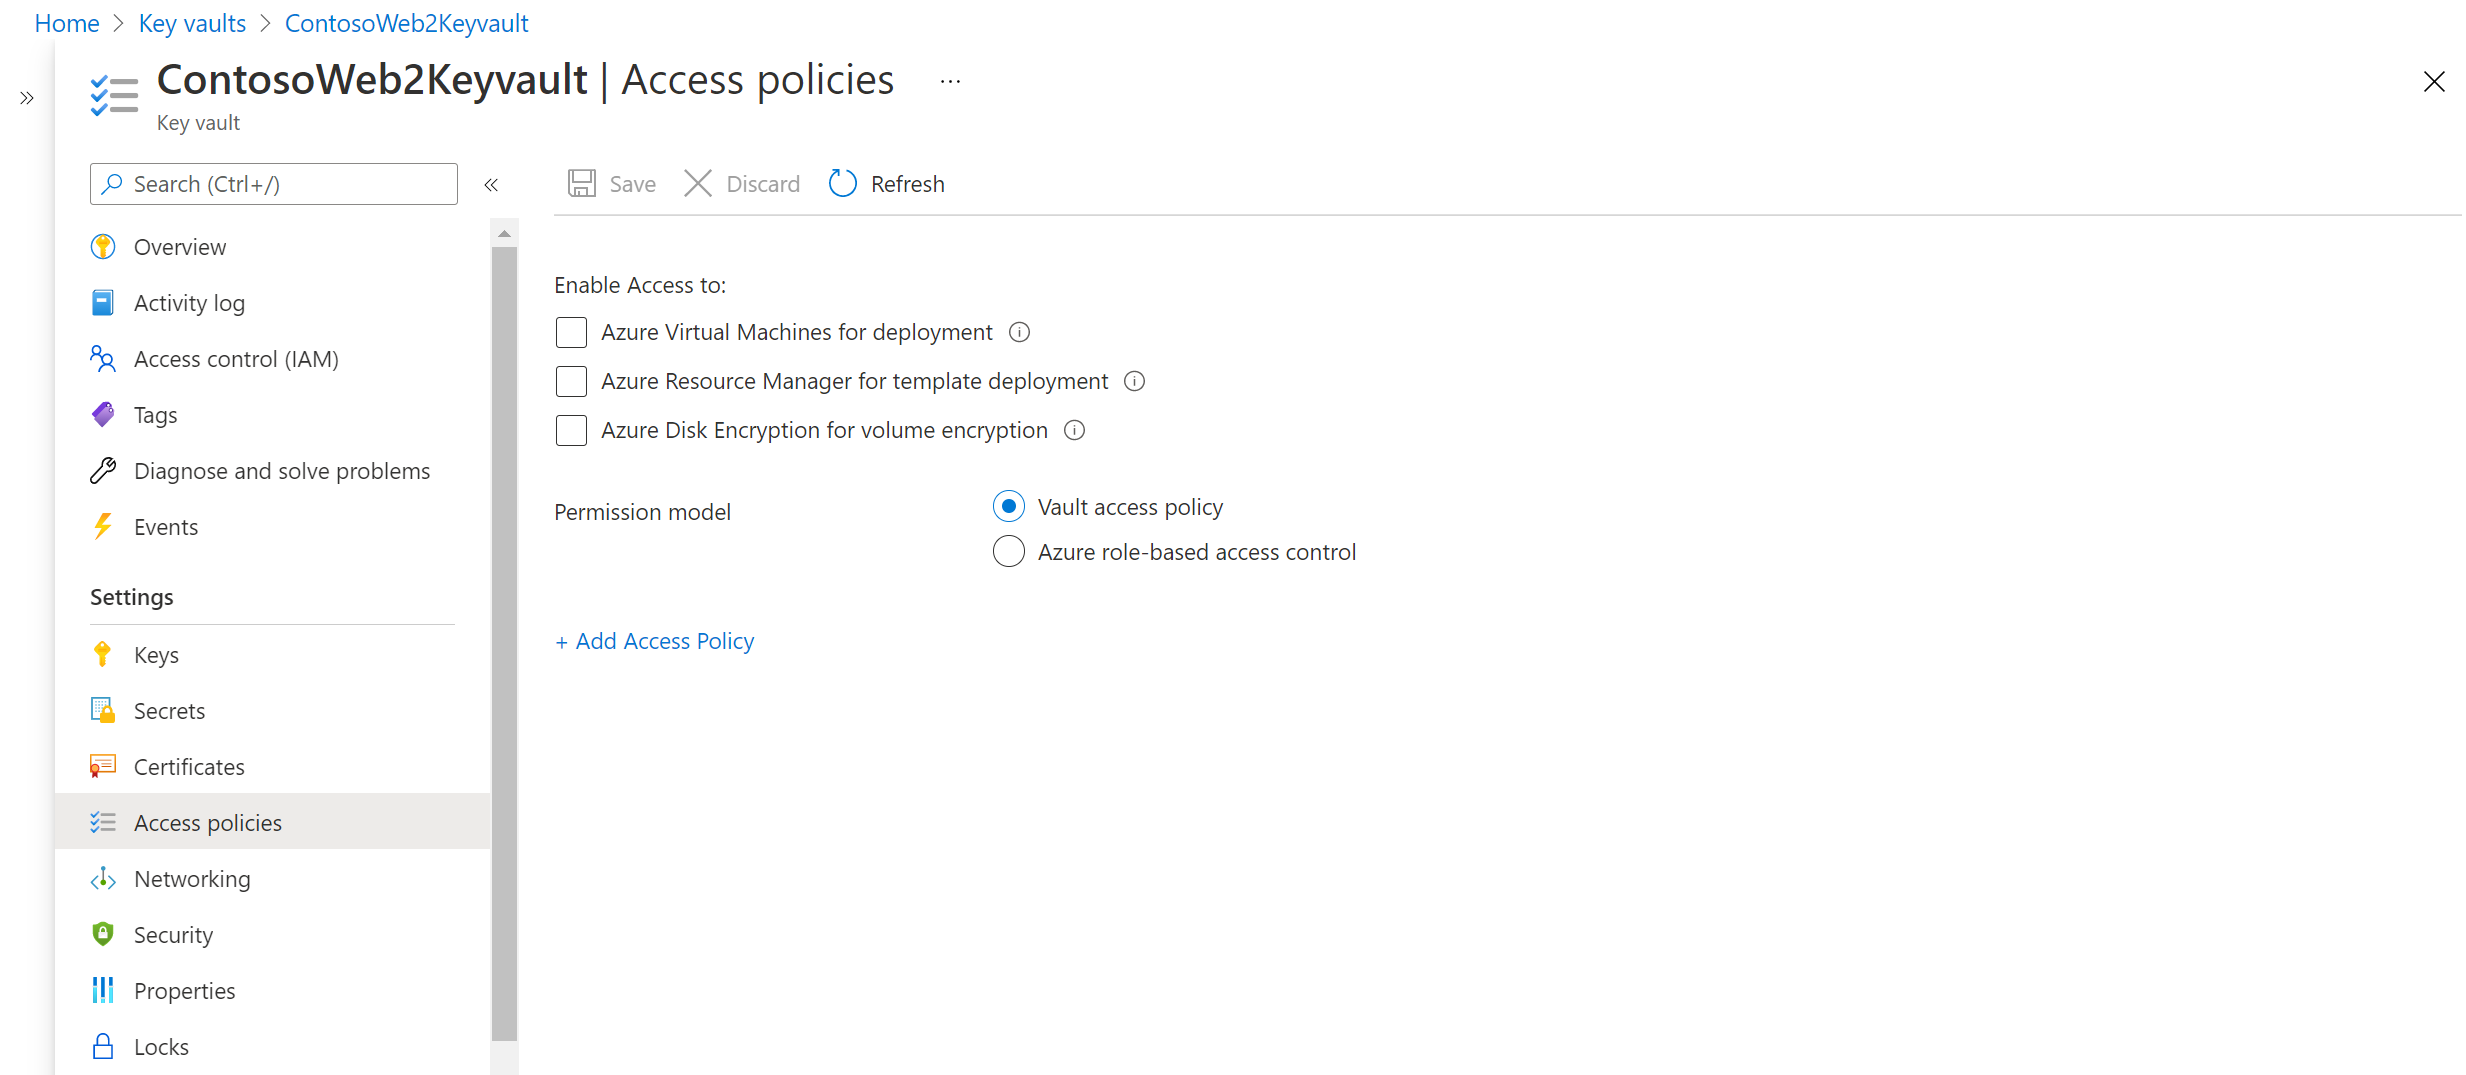 Home > Key vaults > ContosoWeb2Keyvault
ContosoWeb2Keyvault | Access policies ...
Key vault
Search (Ctrl+/)
Overview
Activity log
Access control (IAM)
Tags
Diagnose and solve problems
Events
Settings
Keys
Secrets
Certificates
Access policies
Networking
Security
Properties
Locks
Save Discard Refresh
Enable Access to:
Azure Virtual Machines for deployment
Azure Resource Manager for template deployment
Azure Disk Encryption for volume encryption
Permission model
Vault access policy
Azure role-based access control
+ Add Access Policy